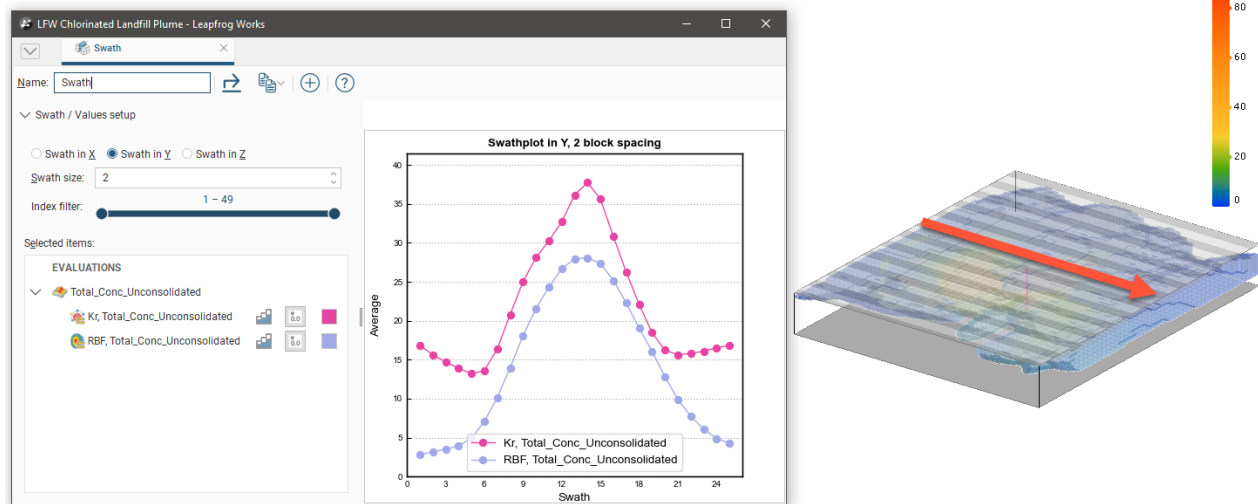 LFW Chlorinated Landfill Plume - Leapfrog Works
Swath
Name: Swath
Swath / Values setup
Swath in X Swath in Y Swath in Z
Swath size: 2
Index filter: 1 – 49
Selected items:
EVALUATIONS
Total_Conc_Unconsolidated
Kr, Total_Conc_Unconsolidated
RBF, Total_Conc_Unconsolidated
Swathplot in Y, 2 block spacing
40
35
30
25
20
15
10
5
0
Average
Kr, Total_Conc_Unconsolidated
RBF, Total_Conc_Unconsolidated
0 3 6 9 12 15 18 21 24
Swath
80
60
40
20
0